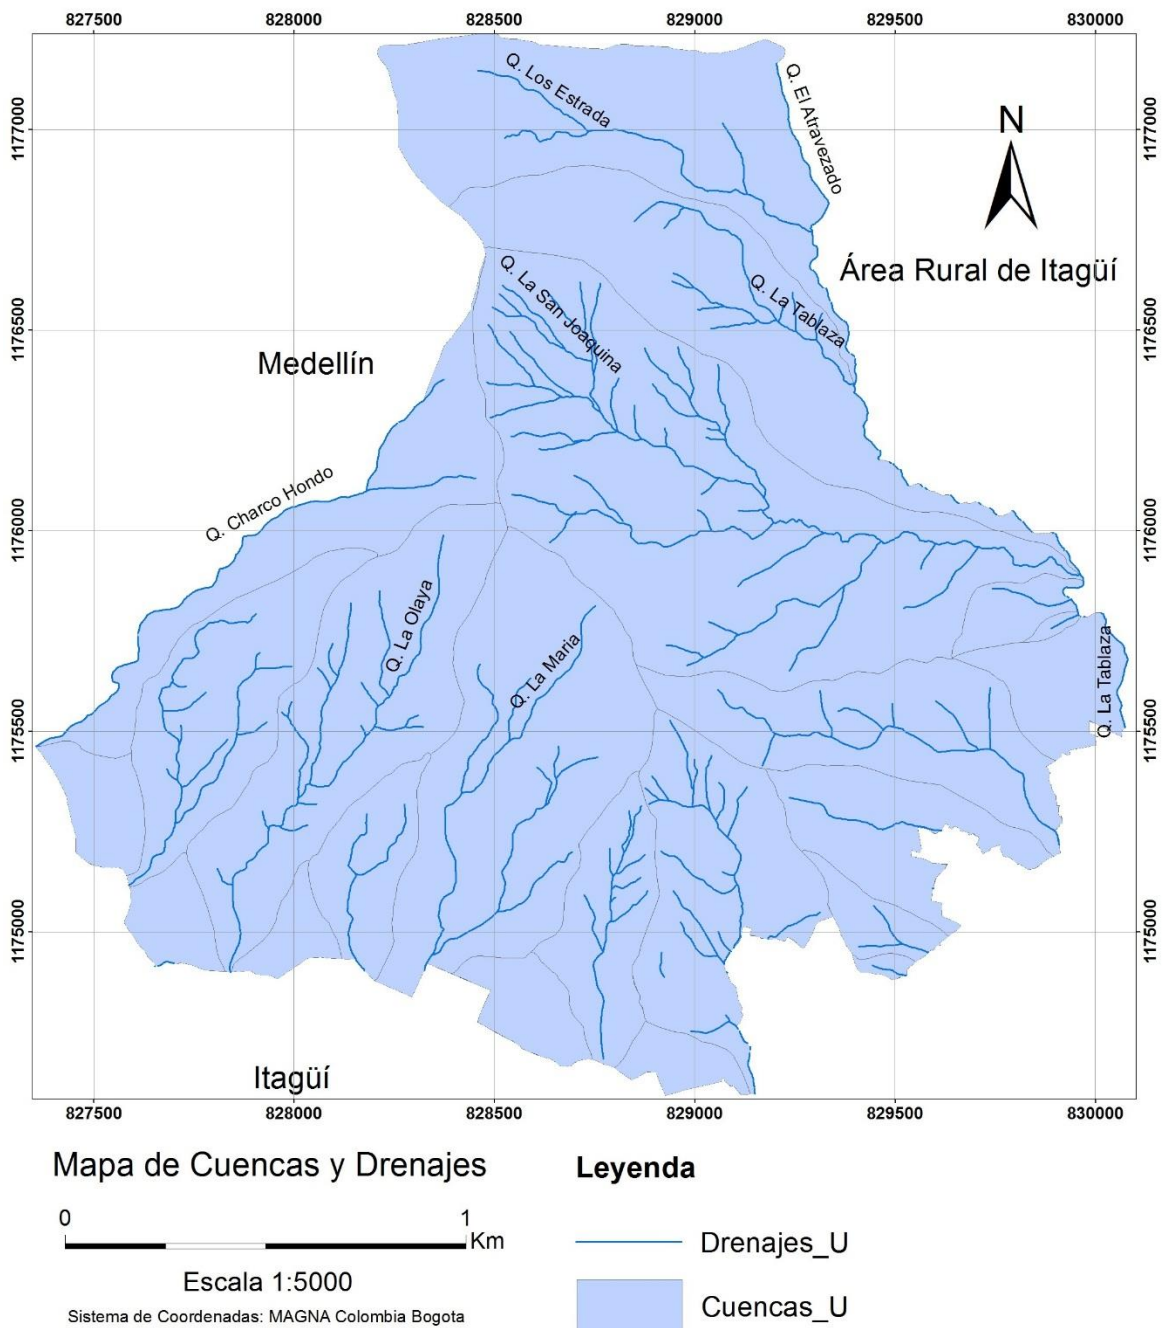 827500 828000 828500 829000 829500 830000
1177000
1177000
Q. Los Estrada
Q. El Atravezado
N
Área Rural de Itagüí
Q. La San Joaquina
Q. La Tablaza
1176500
1176500
Medellín
Q. Charco Hondo
1176000
1176000
Q. La Olaya
Q. La Maria
Q. La Tablaza
1175500
1175500
1175000
1175000
Itagüí
827500 828000 828500 829000 829500 830000
Mapa de Cuencas y Drenajes
0 1
Km
Escala 1:5000
Sistema de Coordenadas: MAGNA Colombia Bogota
Leyenda
Drenajes_U
Cuencas_U